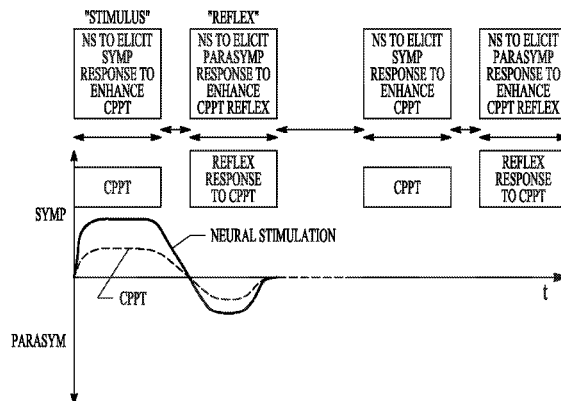 "STIMULUS"
"REFLEX"
NS TO ELICIT
SYMP
RESPONSE TO
ENHANCE
CPPT
NS TO ELICIT
PARASYMP
RESPONSE TO
ENHANCE
CPPT REFLEX
NS TO ELICIT
SYMP
RESPONSE TO
ENHANCE
CPPT
NS TO ELICIT
PARASYMP
RESPONSE TO
ENHANCE
CPPT REFLEX
CPPT
REFLEX
RESPONSE
TO CPPT
CPPT
REFLEX
RESPONSE
TO CPPT
SYMP
NEURAL STIMULATION
CPPT
t
PARASYM